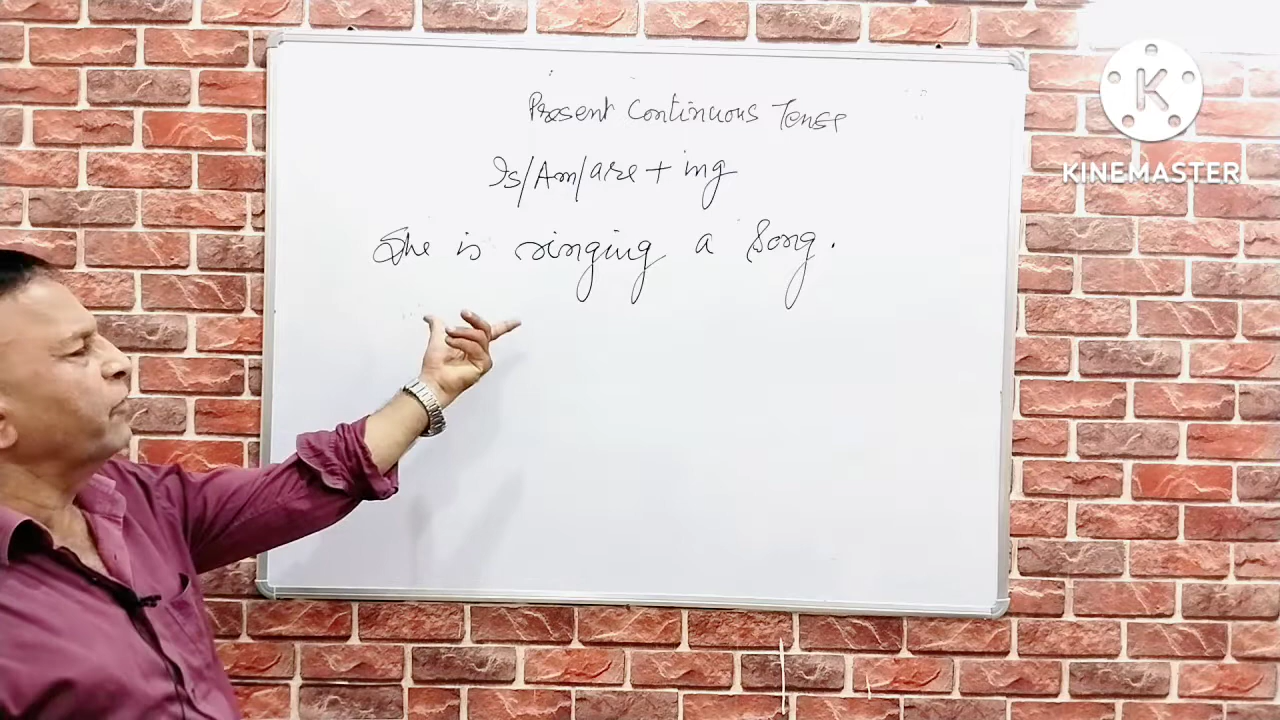 Present Continuous Tense
Is/Am/are + ing
She is singing a Song.
K
KINEMASTER